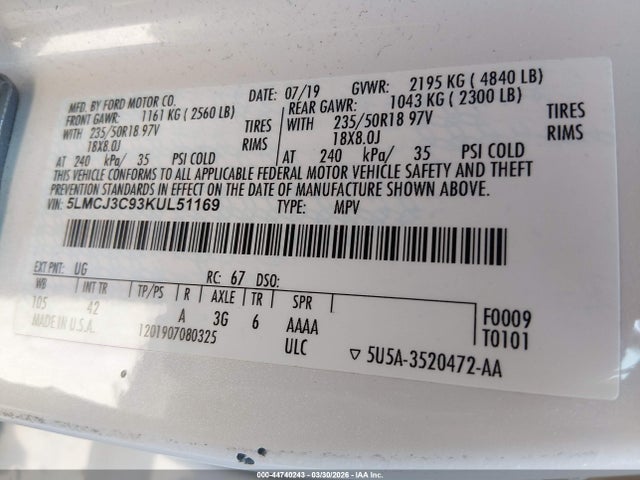 MFD. BY FORD MOTOR CO. DATE: 07/19 GVWR: 2195 KG ( 4840 LB)
FRONT GAWR: 1161 KG ( 2560 LB) REAR GAWR: 1043 KG ( 2300 LB)
WITH 235/50R18 97V TIRES WITH 235/50R18 97V TIRES
18X8.0J RIMS 18X8.0J RIMS
AT 240 kPa/ 35 PSI COLD AT 240 kPa/ 35 PSI COLD
THIS VEHICLE CONFORMS TO ALL APPLICABLE FEDERAL MOTOR VEHICLE SAFETY AND THEFT
PREVENTION STANDARDS IN EFFECT ON THE DATE OF MANUFACTURE SHOWN ABOVE.
VIN: 5LMCJ3C93KUL51169 TYPE: MPV
EXT PNT: UG RC: 67 DSO:
WB INT TR TP/PS R AXLE TR SPR
105 42 A 3G 6 AAAA F0009
MADE IN U.S.A. 1201907080325 ULC T0101
▽ 5U5A-3520472-AA
000-44740243 - 03/30/2026 - IAA Inc.